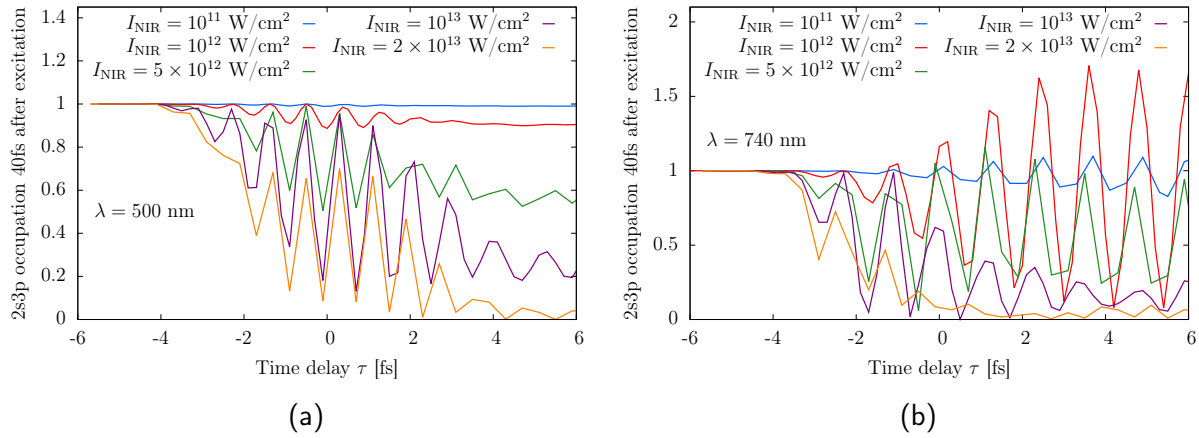 2s3p occupation 40fs after excitation
1.4
1.2
1
0.8
0.6
0.4
0.2
0
I_NIR = 10^11 W/cm^2
I_NIR = 10^12 W/cm^2
I_NIR = 5 × 10^12 W/cm^2
I_NIR = 10^13 W/cm^2
I_NIR = 2 × 10^13 W/cm^2
λ = 500 nm
-6 -4 -2 0 2 4 6
Time delay τ [fs]
(a)
2s3p occupation 40fs after excitation
2
1.5
1
0.5
0
I_NIR = 10^11 W/cm^2
I_NIR = 10^12 W/cm^2
I_NIR = 5 × 10^12 W/cm^2
I_NIR = 10^13 W/cm^2
I_NIR = 2 × 10^13 W/cm^2
λ = 740 nm
-6 -4 -2 0 2 4 6
Time delay τ [fs]
(b)